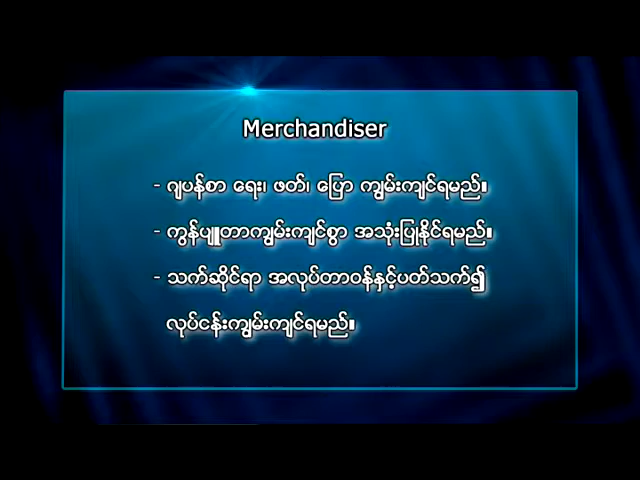 Merchandiser
- ဂျပန်စာ ရေး၊ ဖတ်၊ ပြော ကျွမ်းကျင်ရမည်။
- ကွန်ပျူတာကျွမ်းကျင်စွာ အသုံးပြုနိုင်ရမည်။
- သက်ဆိုင်ရာ အလုပ်တာဝန်နှင့်ပတ်သက်၍
လုပ်ငန်းကျွမ်းကျင်ရမည်။